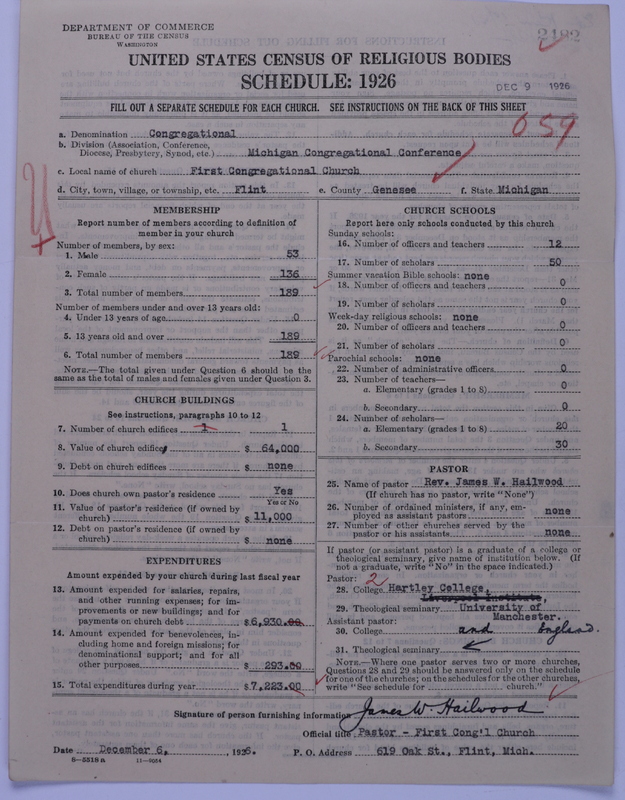 DEPARTMENT OF COMMERCE
BUREAU OF THE CENSUS
WASHINGTON
2482
UNITED STATES CENSUS OF RELIGIOUS BODIES
SCHEDULE: 1926
DEC 9 1926
FILL OUT A SEPARATE SCHEDULE FOR EACH CHURCH. SEE INSTRUCTIONS ON THE BACK OF THIS SHEET
659
a. Denomination Congregational
b. Division (Association, Conference,
Diocese, Presbytery, Synod, etc.) Michigan Congregational Conference
c. Local name of church First Congregational Church
d. City, town, village, or township, etc. Flint e. County Genesee f. State Michigan
MEMBERSHIP
Report number of members according to definition of
member in your church
Number of members, by sex:
1. Male 53
2. Female 136
3. Total number of members 189
Number of members under and over 13 years old:
4. Under 13 years of age 0
5. 13 years old and over 189
6. Total number of members 189
NOTE.—The total given under Question 6 should be the
same as the total of males and females given under Question 3.
CHURCH BUILDINGS
See instructions, paragraphs 10 to 12
7. Number of church edifices 1 1
8. Value of church edifices $ 64,000
9. Debt on church edifices $ none
10. Does church own pastor's residence Yes
Yes or No
11. Value of pastor's residence (if owned by
church) $ 11,000
12. Debt on pastor's residence (if owned by
church) $ none
EXPENDITURES
Amount expended by your church during last fiscal year
13. Amount expended for salaries, repairs,
and other running expenses; for im-
provements or new buildings; and for
payments on church debt $6,930.00
14. Amount expended for benevolences, in-
cluding home and foreign missions; for
denominational support; and for all
other purposes $ 293.00
15. Total expenditures during year $7,223.00
CHURCH SCHOOLS
Report here only schools conducted by this church
Sunday schools:
16. Number of officers and teachers 12
17. Number of scholars 50
Summer vacation Bible schools: none
18. Number of officers and teachers 0
19. Number of scholars 0
Week-day religious schools: none
20. Number of officers and teachers 0
21. Number of scholars 0
Parochial schools: none
22. Number of administrative officers 0
23. Number of teachers—
a. Elementary (grades 1 to 8) 0
b. Secondary 0
24. Number of scholars—
a. Elementary (grades 1 to 8) 20
b. Secondary 30
PASTOR
25. Name of pastor Rev. James W. Hailwood
(If church has no pastor, write "None")
26. Number of ordained ministers, if any, em-
ployed as assistant pastors none
27. Number of other churches served by the
pastor or his assistants none
If pastor (or assistant pastor) is a graduate of a college or
theological seminary, give name of institution below. (If
not a graduate, write "No" in the space indicated.)
Pastor: 2
28. College Hartley College,
Liverpool Institute,
29. Theological seminary University of
Manchester.
Assistant pastor:
30. College and England.
31. Theological seminary
NOTE.—Where one pastor serves two or more churches,
Questions 28 and 29 should be answered only on the schedule
for one of the churches; on the schedules for the other churches,
write "See schedule for church."
Signature of person furnishing information James W. Hailwood
Official title Pastor - First Cong'l Church
Date December 6, 1926. P. O. Address 619 Oak St., Flint, Mich.
8—5518 a 11—9054